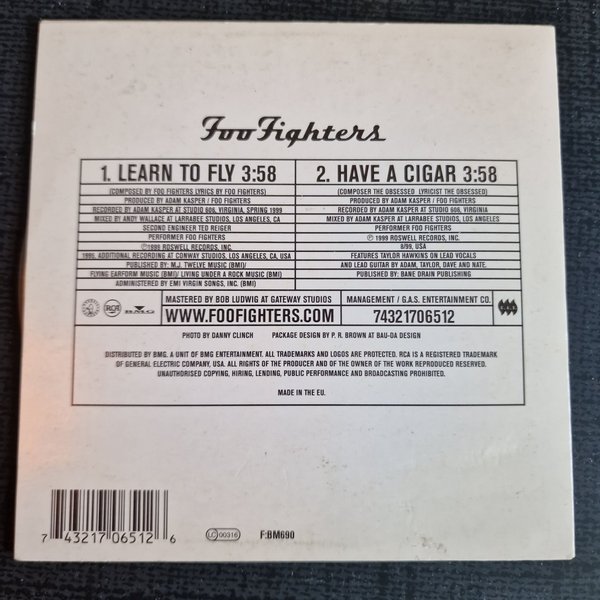 Foo Fighters
1. LEARN TO FLY 3:58
(COMPOSED BY FOO FIGHTERS LYRICS BY FOO FIGHTERS)
PRODUCED BY ADAM KASPER / FOO FIGHTERS
RECORDED BY ADAM KASPER AT STUDIO 606, VIRGINIA, SPRING 1999
MIXED BY ANDY WALLACE AT LARRABEE STUDIOS, LOS ANGELES, CA
SECOND ENGINEER TED REIGER
PERFORMER FOO FIGHTERS
℗1999 ROSWELL RECORDS, INC.
1995, ADDITIONAL RECORDING AT CONWAY STUDIOS, LOS ANGELES, CA, USA
PUBLISHED BY: M.J. TWELVE MUSIC (BMI)/
FLYING EARFORM MUSIC (BMI)/ LIVING UNDER A ROCK MUSIC (BMI)
ADMINISTERED BY EMI VIRGIN SONGS, INC. (BMI)
2. HAVE A CIGAR 3:58
(COMPOSER THE OBSESSED LYRICIST THE OBSESSED)
PRODUCED BY ADAM KASPER / FOO FIGHTERS
RECORDED BY ADAM KASPER AT STUDIO 606, VIRGINIA
MIXED BY ADAM KASPER AT LARRABEE STUDIOS, LOS ANGELES
PERFORMER FOO FIGHTERS
℗ 1999 ROSWELL RECORDS, INC.
8/99, USA
FEATURES TAYLOR HAWKINS ON LEAD VOCALS
AND LEAD GUITAR BY ADAM, TAYLOR, DAVE AND NATE.
PUBLISHED BY: BANE DRAIN PUBLISHING
RCA BMG
MASTERED BY BOB LUDWIG AT GATEWAY STUDIOS
WWW.FOOFIGHTERS.COM
MANAGEMENT / G.A.S. ENTERTAINMENT CO.
74321706512
PHOTO BY DANNY CLINCH PACKAGE DESIGN BY P. R. BROWN AT BAU-DA DESIGN
DISTRIBUTED BY BMG. A UNIT OF BMG ENTERTAINMENT. ALL TRADEMARKS AND LOGOS ARE PROTECTED. RCA IS A REGISTERED TRADEMARK
OF GENERAL ELECTRIC COMPANY, USA. ALL RIGHTS OF THE PRODUCER AND OF THE OWNER OF THE WORK REPRODUCED RESERVED.
UNAUTHORISED COPYING, HIRING, LENDING, PUBLIC PERFORMANCE AND BROADCASTING PROHIBITED.
MADE IN THE EU.
7 43217 06512 6
LC 00316
F:BM690